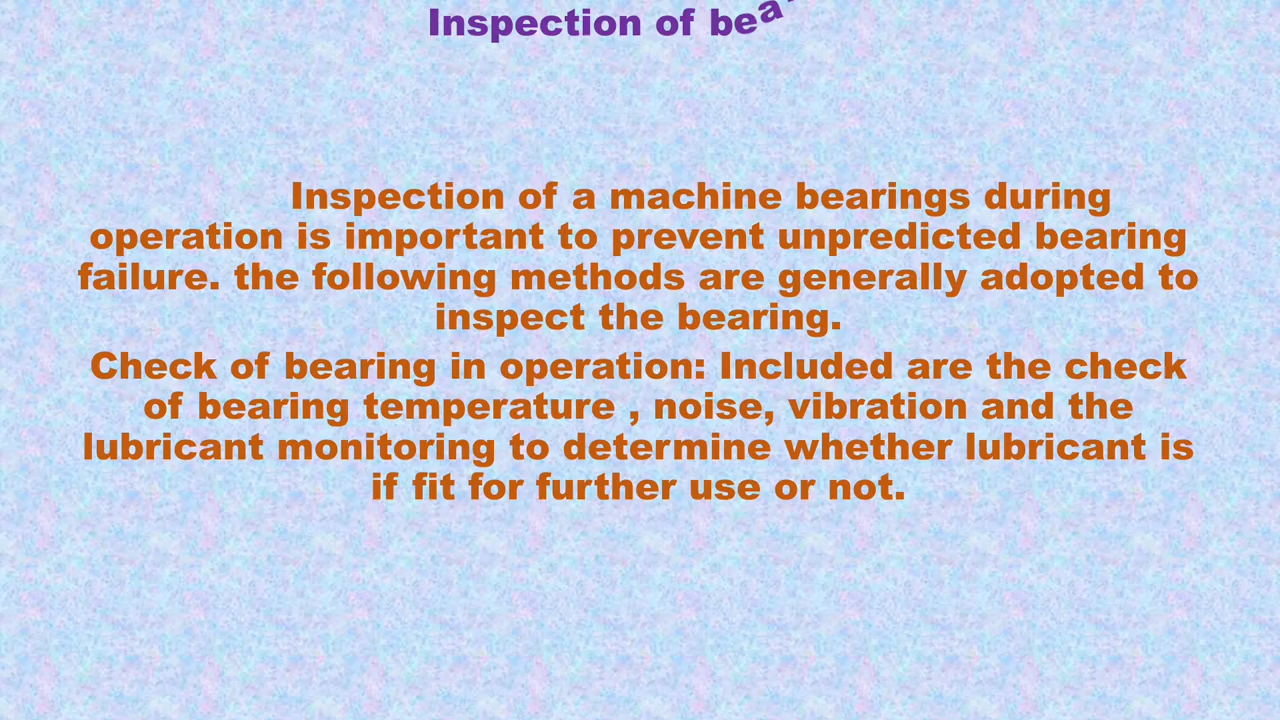 Inspection of bea
Inspection of a machine bearings during
operation is important to prevent unpredicted bearing
failure. the following methods are generally adopted to
inspect the bearing.
Check of bearing in operation: Included are the check
of bearing temperature , noise, vibration and the
lubricant monitoring to determine whether lubricant is
if fit for further use or not.